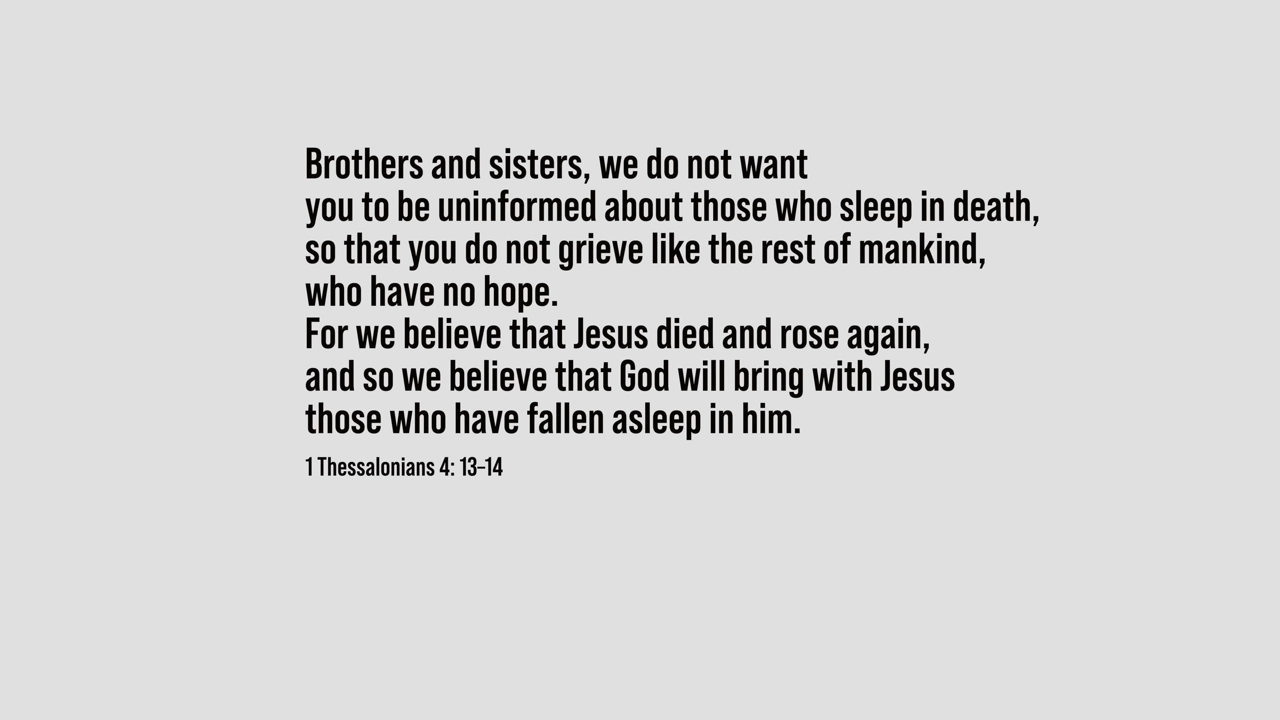 Brothers and sisters, we do not want
you to be uninformed about those who sleep in death,
so that you do not grieve like the rest of mankind,
who have no hope.
For we believe that Jesus died and rose again,
and so we believe that God will bring with Jesus
those who have fallen asleep in him.
1 Thessalonians 4: 13–14